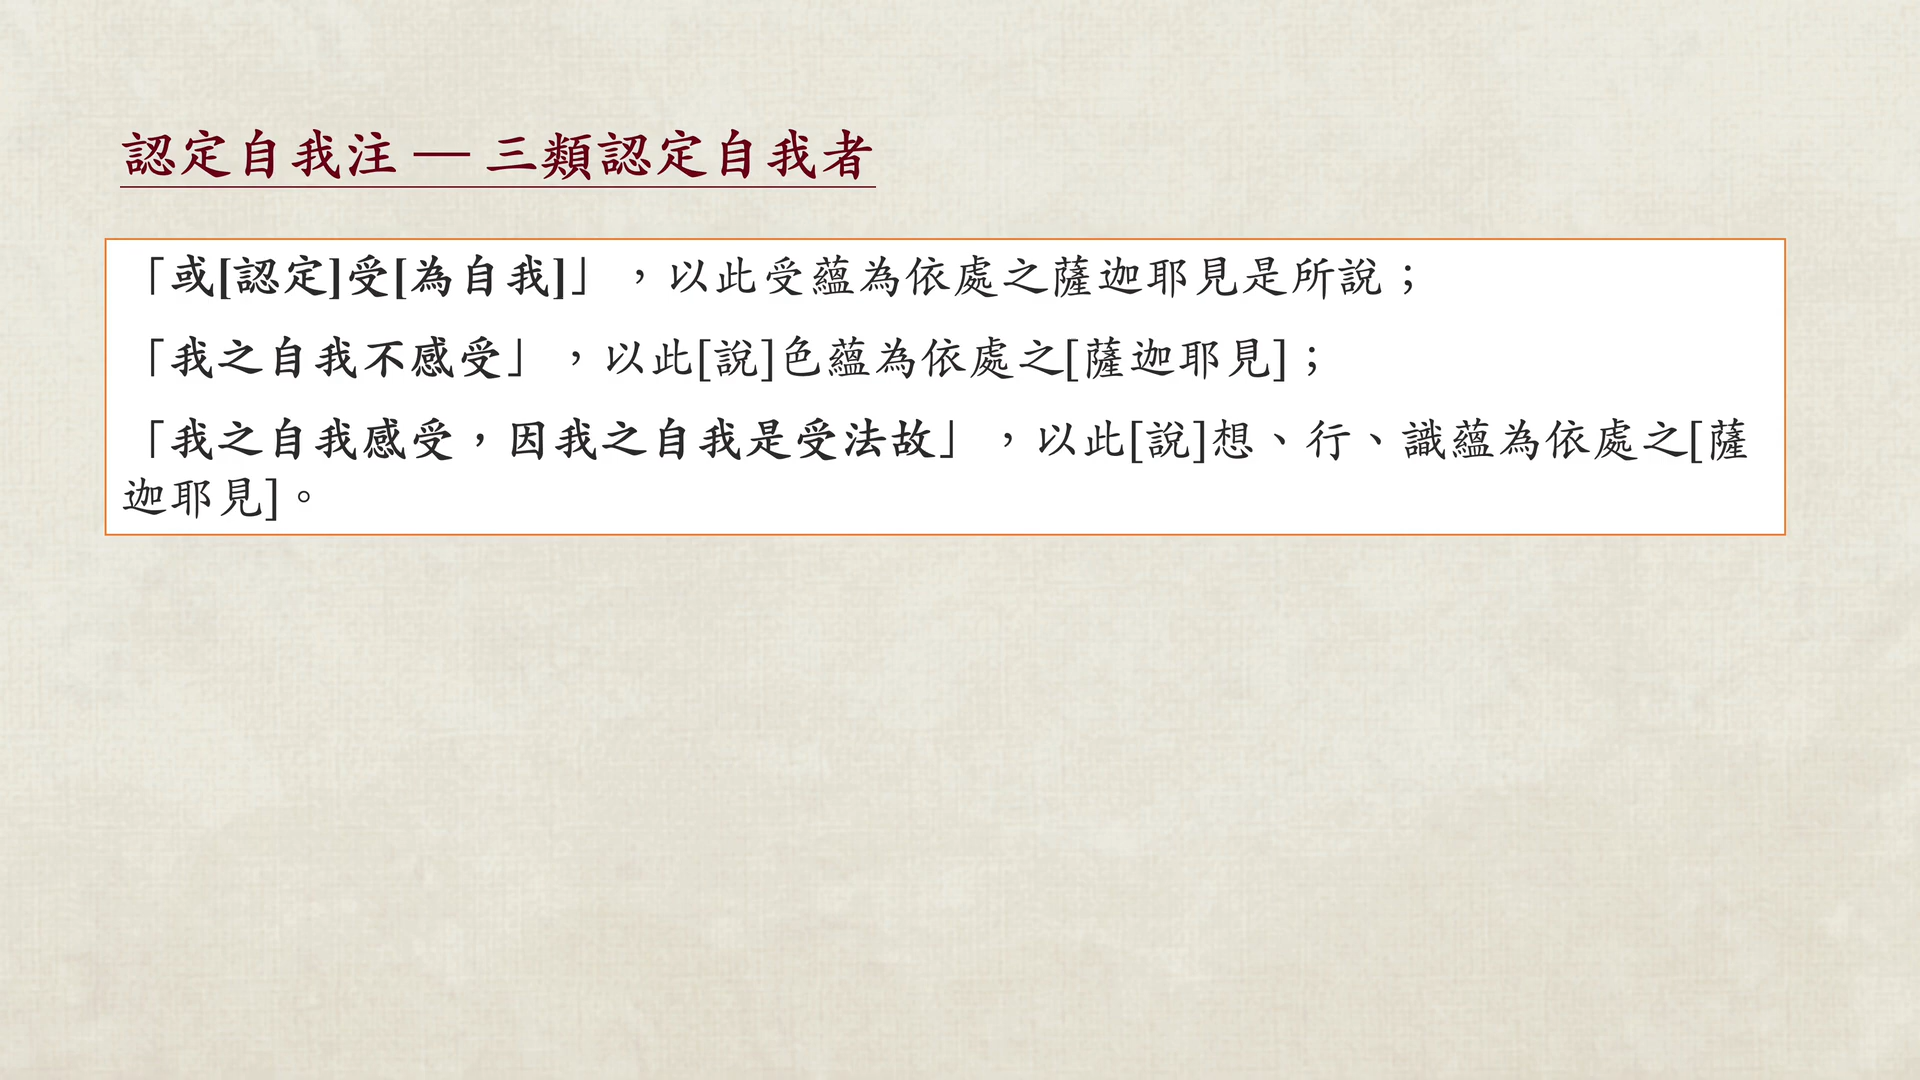 認定自我注 — 三類認定自我者
「或[認定]受[為自我]」，以此受蘊為依處之薩迦耶見是所說；
「我之自我不感受」，以此[說]色蘊為依處之[薩迦耶見]；
「我之自我感受，因我之自我是受法故」，以此[說]想、行、識蘊為依處之[薩
迦耶見]。